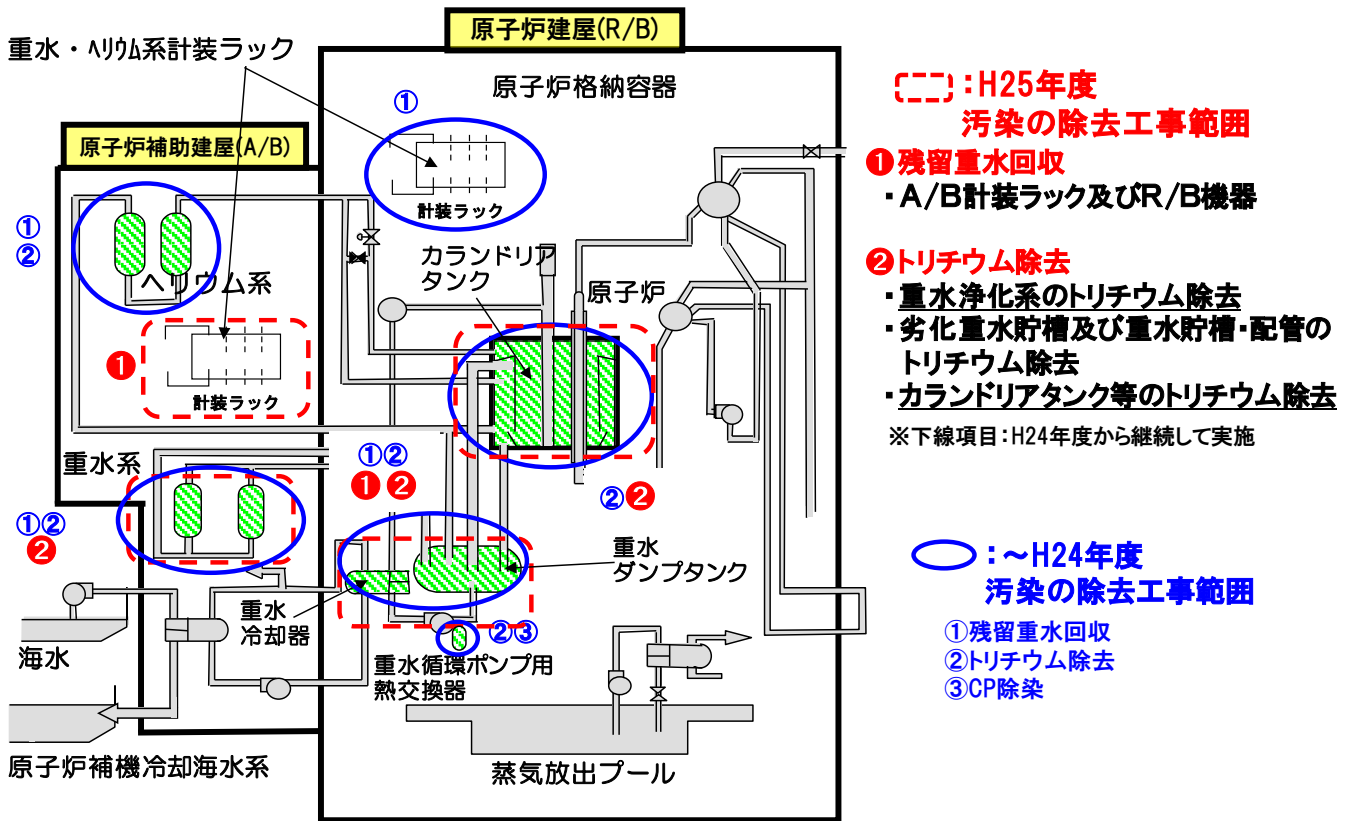 原子炉建屋(R/B)
重水・ヘリウム系計装ラック
原子炉格納容器
①
原子炉補助建屋(A/B)
計装ラック
①
②
カランドリア
タンク
原子炉
ヘリウム系
❶
計装ラック
重水系
①②
❶❷
②❷
①②
❷
重水
ダンプタンク
重水
冷却器
②③
海水
重水循環ポンプ用
熱交換器
原子炉補機冷却海水系
蒸気放出プール
:H25年度
汚染の除去工事範囲
❶残留重水回収
・A/B計装ラック及びR/B機器
❷トリチウム除去
・重水浄化系のトリチウム除去
・劣化重水貯槽及び重水貯槽・配管の
トリチウム除去
・カランドリアタンク等のトリチウム除去
※下線項目:H24年度から継続して実施
:~H24年度
汚染の除去工事範囲
①残留重水回収
②トリチウム除去
③CP除染